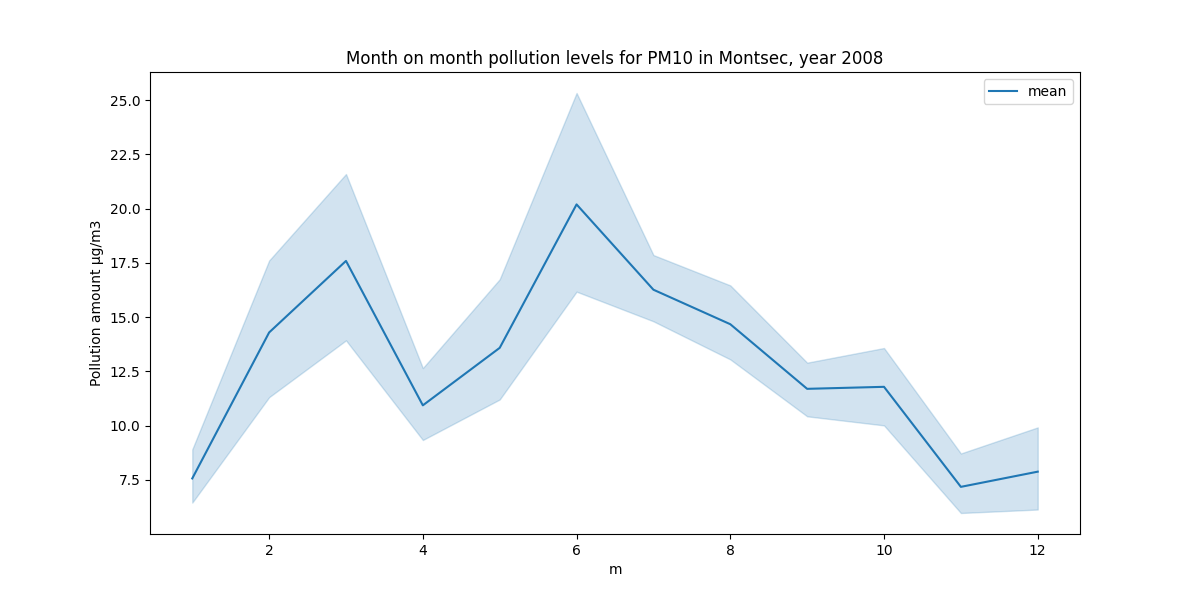 Month on month pollution levels for PM10 in Montsec, year 2008
mean
Pollution amount µg/m3
25.0
22.5
20.0
17.5
15.0
12.5
10.0
7.5
2 4 6 8 10 12
m